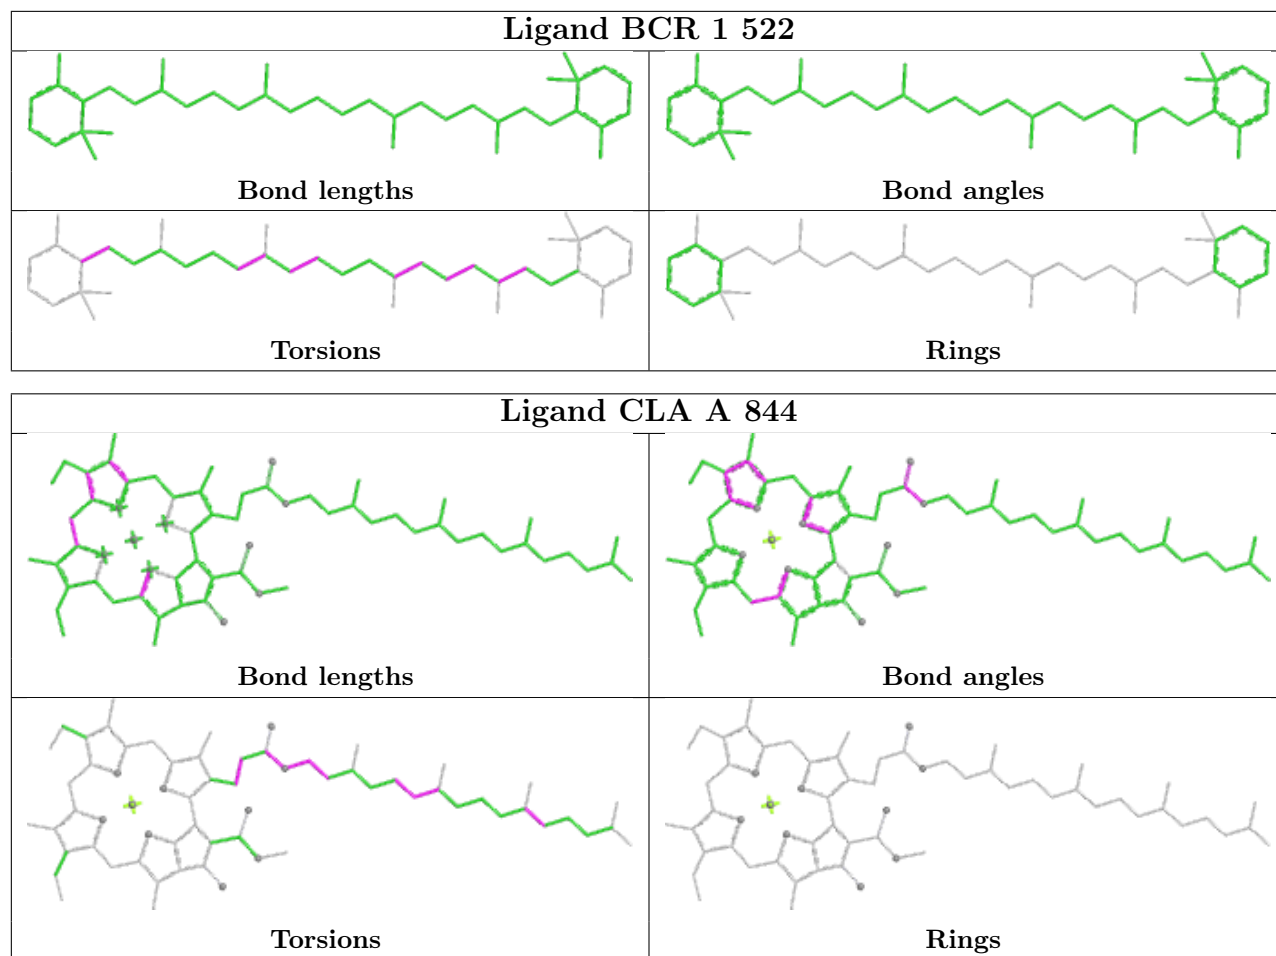 Ligand BCR 1 522
Bond lengths
Bond angles
Torsions
Rings
Ligand CLA A 844
Bond lengths
Bond angles
Torsions
Rings